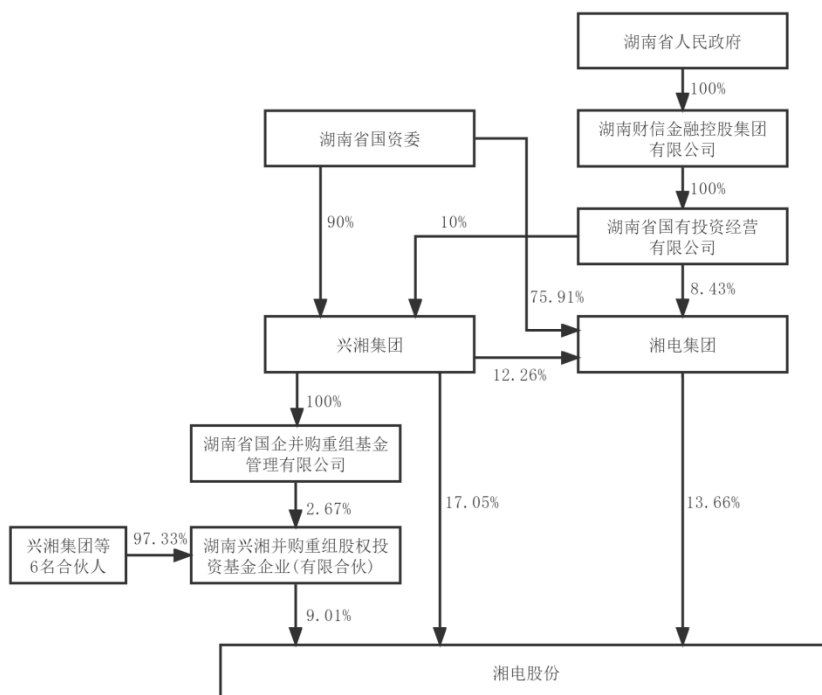 湖南省人民政府
100%
湖南省国资委
湖南财信金融控股集团
有限公司
100%
90%
10%
湖南省国有投资经营
有限公司
75.91%
8.43%
兴湘集团
湘电集团
12.26%
100%
湖南省国企并购重组基金
管理有限公司
2.67%
17.05%
13.66%
兴湘集团等
6名合伙人
97.33%
湖南兴湘并购重组股权投
资基金企业(有限合伙)
9.01%
湘电股份